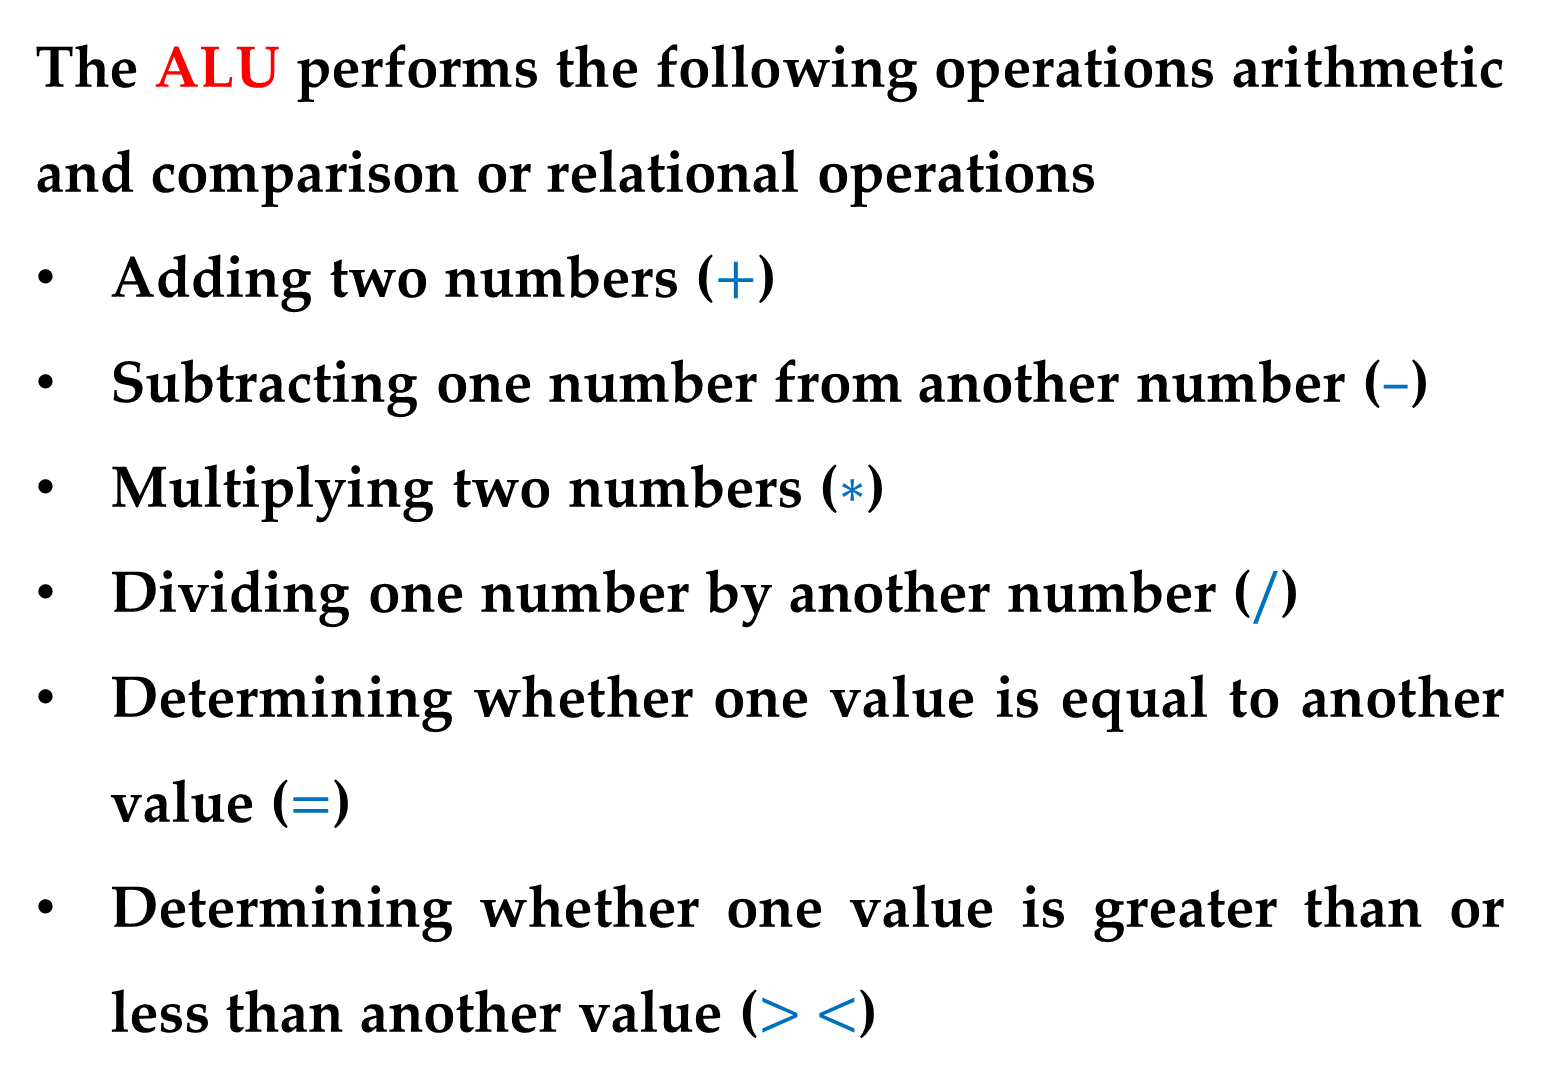 The ALU performs the following operations arithmetic
and comparison or relational operations
• Adding two numbers (+)
• Subtracting one number from another number (–)
• Multiplying two numbers (*)
• Dividing one number by another number (/)
• Determining whether one value is equal to another
value (=)
• Determining whether one value is greater than or
less than another value (> <)